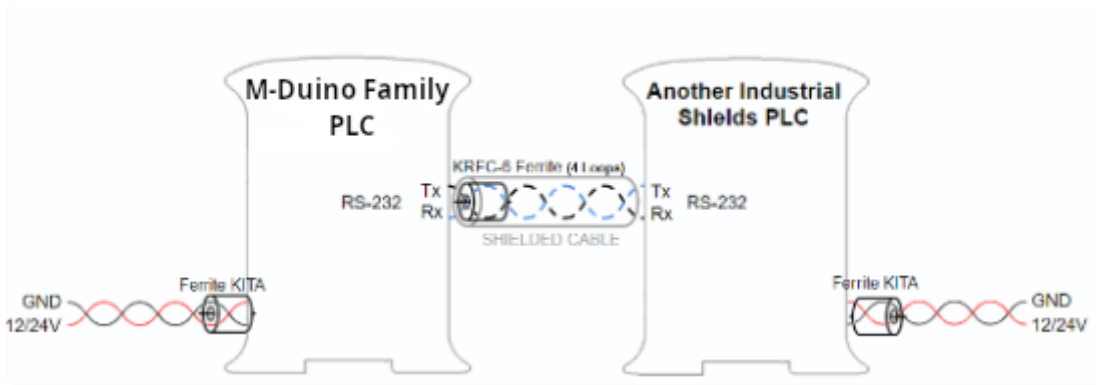 M-Duino Family
PLC
Another Industrial
Shields PLC
KRFC-6 Ferrite (4 Loops)
RS-232
Tx
Rx
Tx
Rx
RS-232
SHIELDED CABLE
Ferrite KITA
GND
12/24V
Ferrite KITA
GND
12/24V